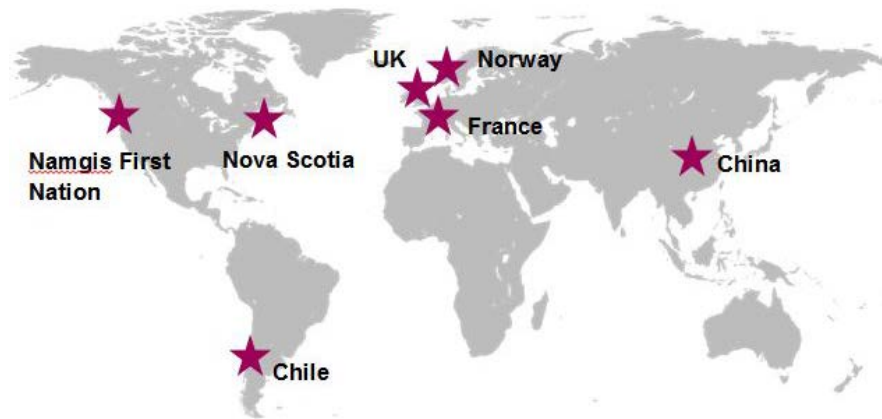 UK
Norway
France
Namgis First
Nation
Nova Scotia
China
Chile